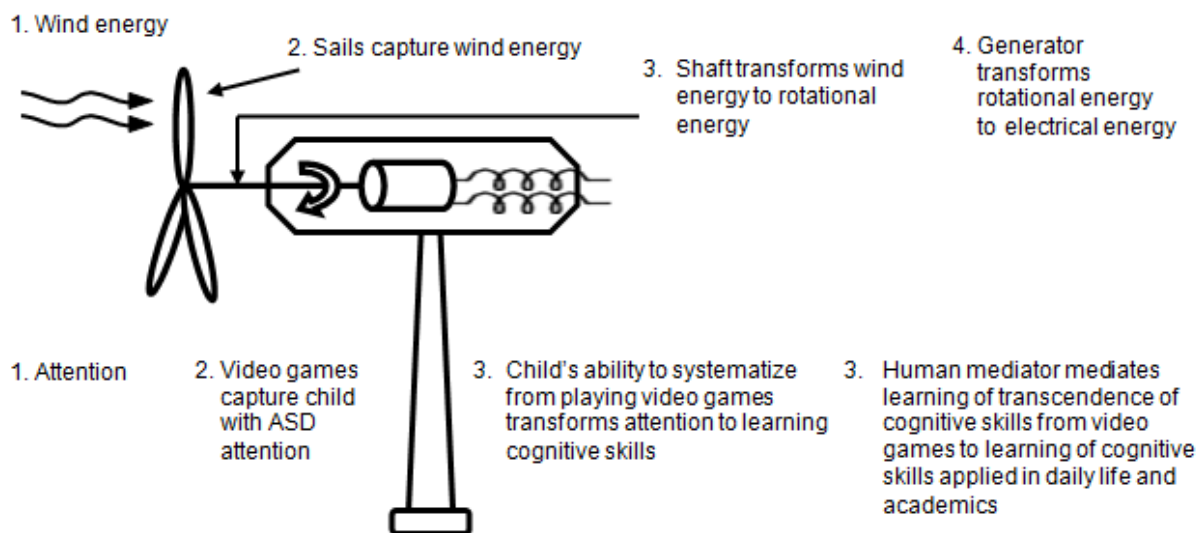 1. Wind energy
2. Sails capture wind energy
3. Shaft transforms wind
energy to rotational
energy
4. Generator
transforms
rotational energy
to electrical energy
1. Attention
2. Video games
capture child
with ASD
attention
3. Child's ability to systematize
from playing video games
transforms attention to learning
cognitive skills
3. Human mediator mediates
learning of transcendence of
cognitive skills from video
games to learning of cognitive
skills applied in daily life and
academics